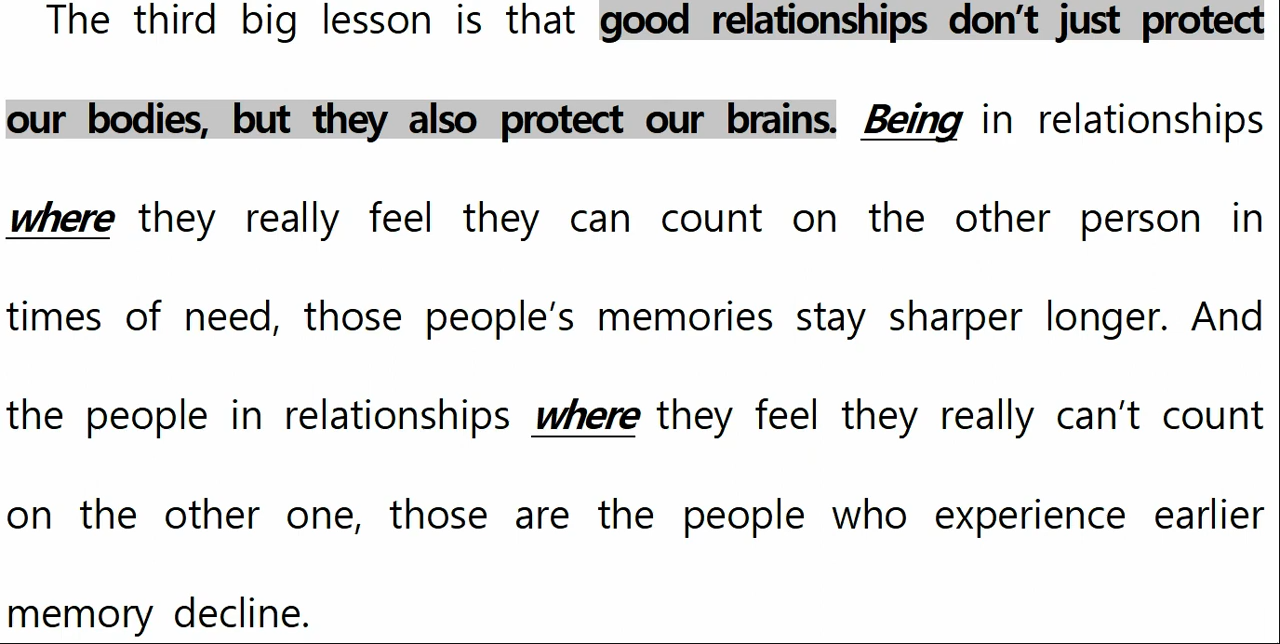 The third big lesson is that good relationships don’t just protect
our bodies, but they also protect our brains. Being in relationships
where they really feel they can count on the other person in
times of need, those people’s memories stay sharper longer. And
the people in relationships where they feel they really can’t count
on the other one, those are the people who experience earlier
memory decline.